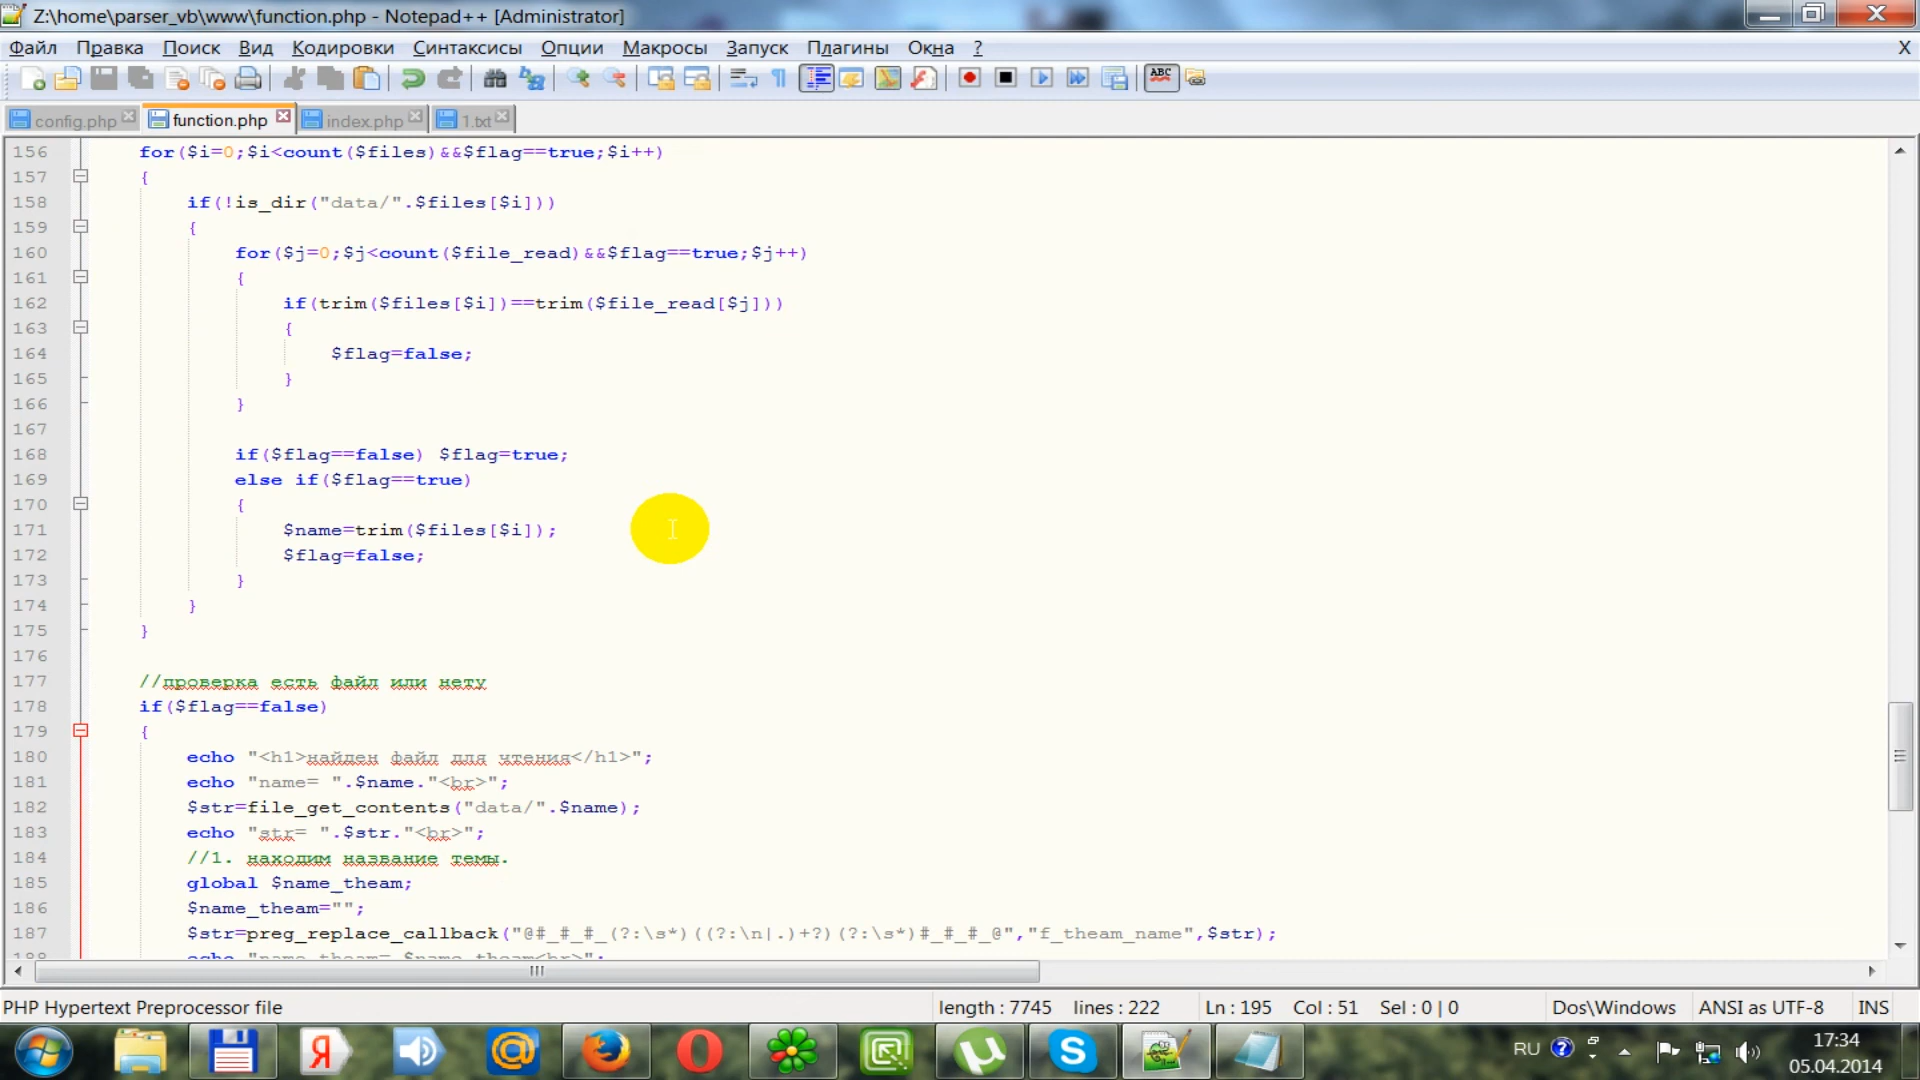 Z:\home\parser_vb\www\function.php - Notepad++ [Administrator]
Файл Правка Поиск Вид Кодировки Синтаксисы Опции Макросы Запуск Плагины Окна ? X
ABC
config.php function.php index.php 1.txt
156 for($i=0;$i<count($files)&&$flag==true;$i++)
157 {
158 if(!is_dir("data/".$files[$i]))
159 {
160 for($j=0;$j<count($file_read)&&$flag==true;$j++)
161 {
162 if(trim($files[$i])==trim($file_read[$j]))
163 {
164 $flag=false;
165 }
166 }
167
168 if($flag==false) $flag=true;
169 else if($flag==true)
170 {
171 $name=trim($files[$i]);
172 $flag=false;
173 }
174 }
175 }
176
177 //проверка есть файл или нету
178 if($flag==false)
179 {
180 echo "<h1>найден файл для чтения</h1>";
181 echo "name= ".$name."<br>";
182 $str=file_get_contents("data/".$name);
183 echo "str= ".$str."<br>";
184 //1. находим название темы.
185 global $name_theam;
186 $name_theam="";
187 $str=preg_replace_callback("@#_#_#_(?:\s*)((?:\n|.)+?)(?:\s*)#_#_#_@","f_theam_name",$str);
188 echo "name_theam= $name_theam<br>";
PHP Hypertext Preprocessor file length : 7745 lines : 222 Ln : 195 Col : 51 Sel : 0 | 0 Dos\Windows ANSI as UTF-8 INS
RU 17:34
05.04.2014